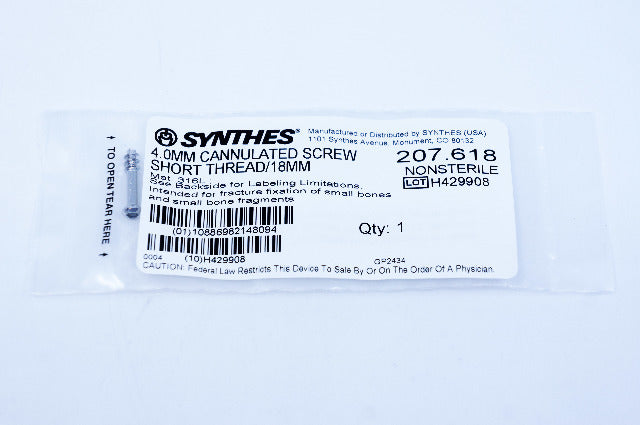 SYNTHES®
Manufactured or Distributed by SYNTHES (USA)
1101 Synthes Avenue, Monument, CO 80132
4.0MM CANNULATED SCREW
SHORT THREAD/18MM
207.618
NONSTERILE
LOT H429908
Mat. 316L
See Backside for Labeling Limitations.
Intended for fracture fixation of small bones
and small bone fragments
(01)10886982148094
Qty: 1
(10)H429908
0004
GP2434
CAUTION: Federal Law Restricts This Device To Sale By Or On The Order Of A Physician.
TO OPEN TEAR HERE